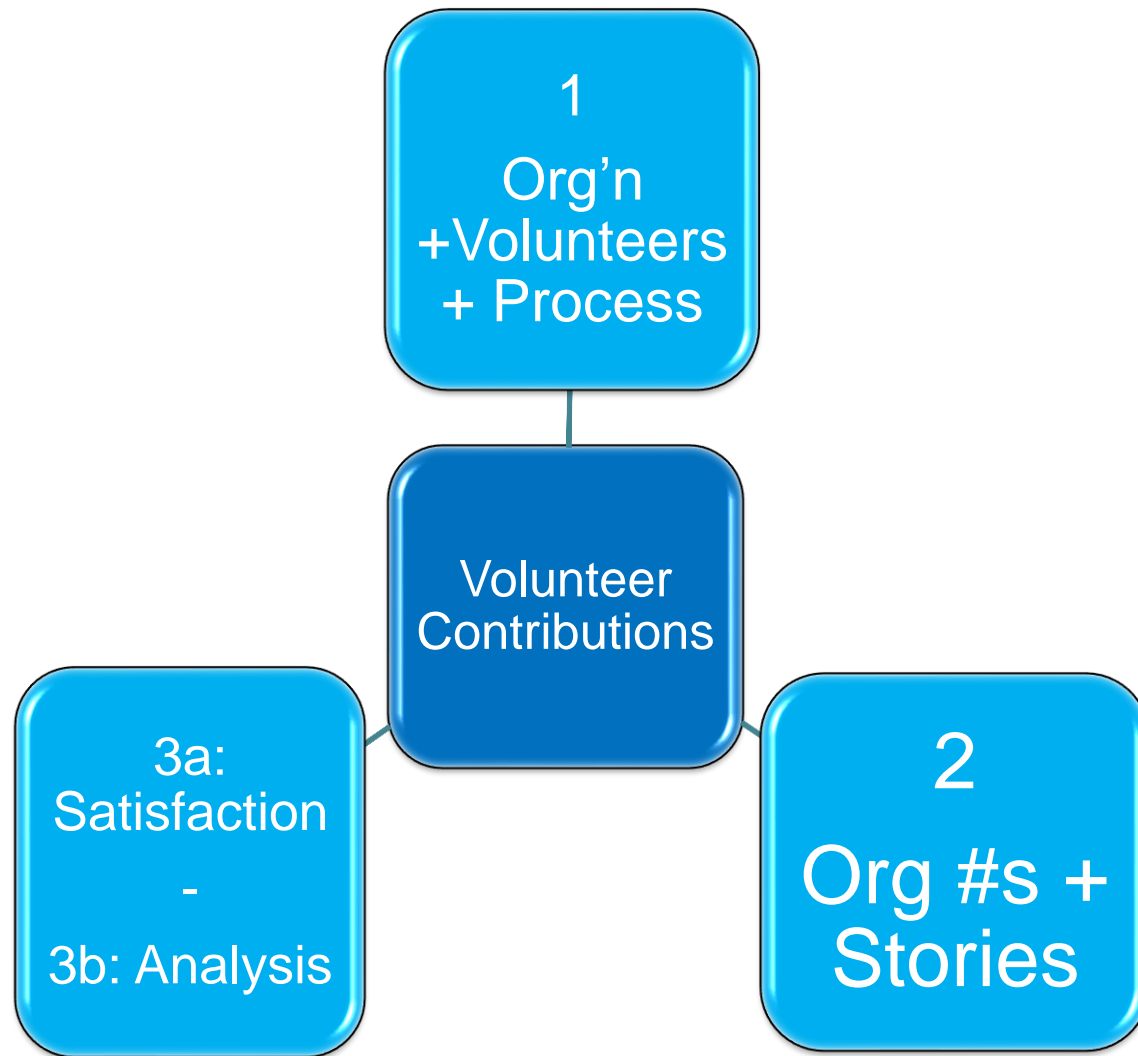 1
Org’n
+Volunteers
+ Process
Volunteer
Contributions
2
Org #s +
Stories
3a:
Satisfaction
-
3b: Analysis